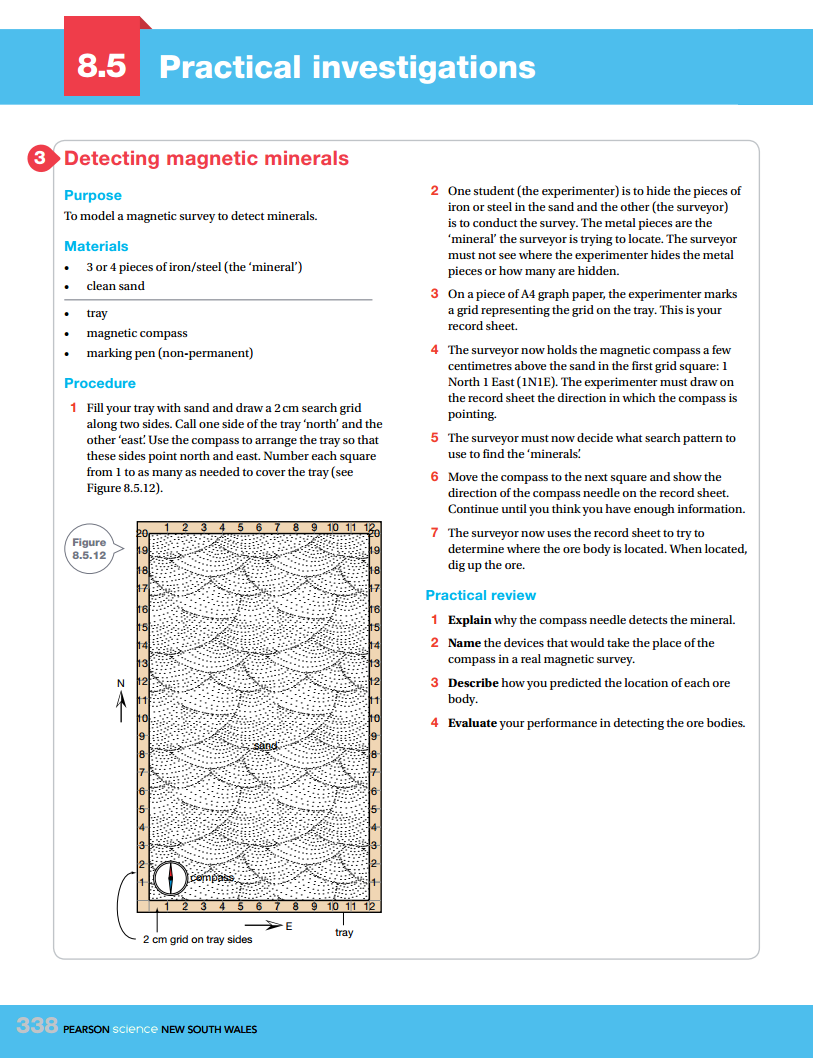 8.5 Practical investigations
3 Detecting magnetic minerals
Purpose
To model a magnetic survey to detect minerals.
Materials
• 3 or 4 pieces of iron/steel (the ‘mineral’)
• clean sand
• tray
• magnetic compass
• marking pen (non-permanent)
Procedure
1 Fill your tray with sand and draw a 2 cm search grid
along two sides. Call one side of the tray ‘north’ and the
other ‘east’. Use the compass to arrange the tray so that
these sides point north and east. Number each square
from 1 to as many as needed to cover the tray (see
Figure 8.5.12).
Figure
8.5.12
1 2 3 4 5 6 7 8 9 10 11 12
20 20
19 19
18 18
17 17
16 16
15 15
14 14
13 13
N 12 12
11 11
10 10
9 9
sand
8 8
7 7
6 6
5 5
4 4
3 3
2 2
compass
1 1
1 2 3 4 5 6 7 8 9 10 11 12
E
tray
2 cm grid on tray sides
2 One student (the experimenter) is to hide the pieces of
iron or steel in the sand and the other (the surveyor)
is to conduct the survey. The metal pieces are the
‘mineral’ the surveyor is trying to locate. The surveyor
must not see where the experimenter hides the metal
pieces or how many are hidden.
3 On a piece of A4 graph paper, the experimenter marks
a grid representing the grid on the tray. This is your
record sheet.
4 The surveyor now holds the magnetic compass a few
centimetres above the sand in the first grid square: 1
North 1 East (1N1E). The experimenter must draw on
the record sheet the direction in which the compass is
pointing.
5 The surveyor must now decide what search pattern to
use to find the ‘minerals’.
6 Move the compass to the next square and show the
direction of the compass needle on the record sheet.
Continue until you think you have enough information.
7 The surveyor now uses the record sheet to try to
determine where the ore body is located. When located,
dig up the ore.
Practical review
1 Explain why the compass needle detects the mineral.
2 Name the devices that would take the place of the
compass in a real magnetic survey.
3 Describe how you predicted the location of each ore
body.
4 Evaluate your performance in detecting the ore bodies.
338 PEARSON science NEW SOUTH WALES